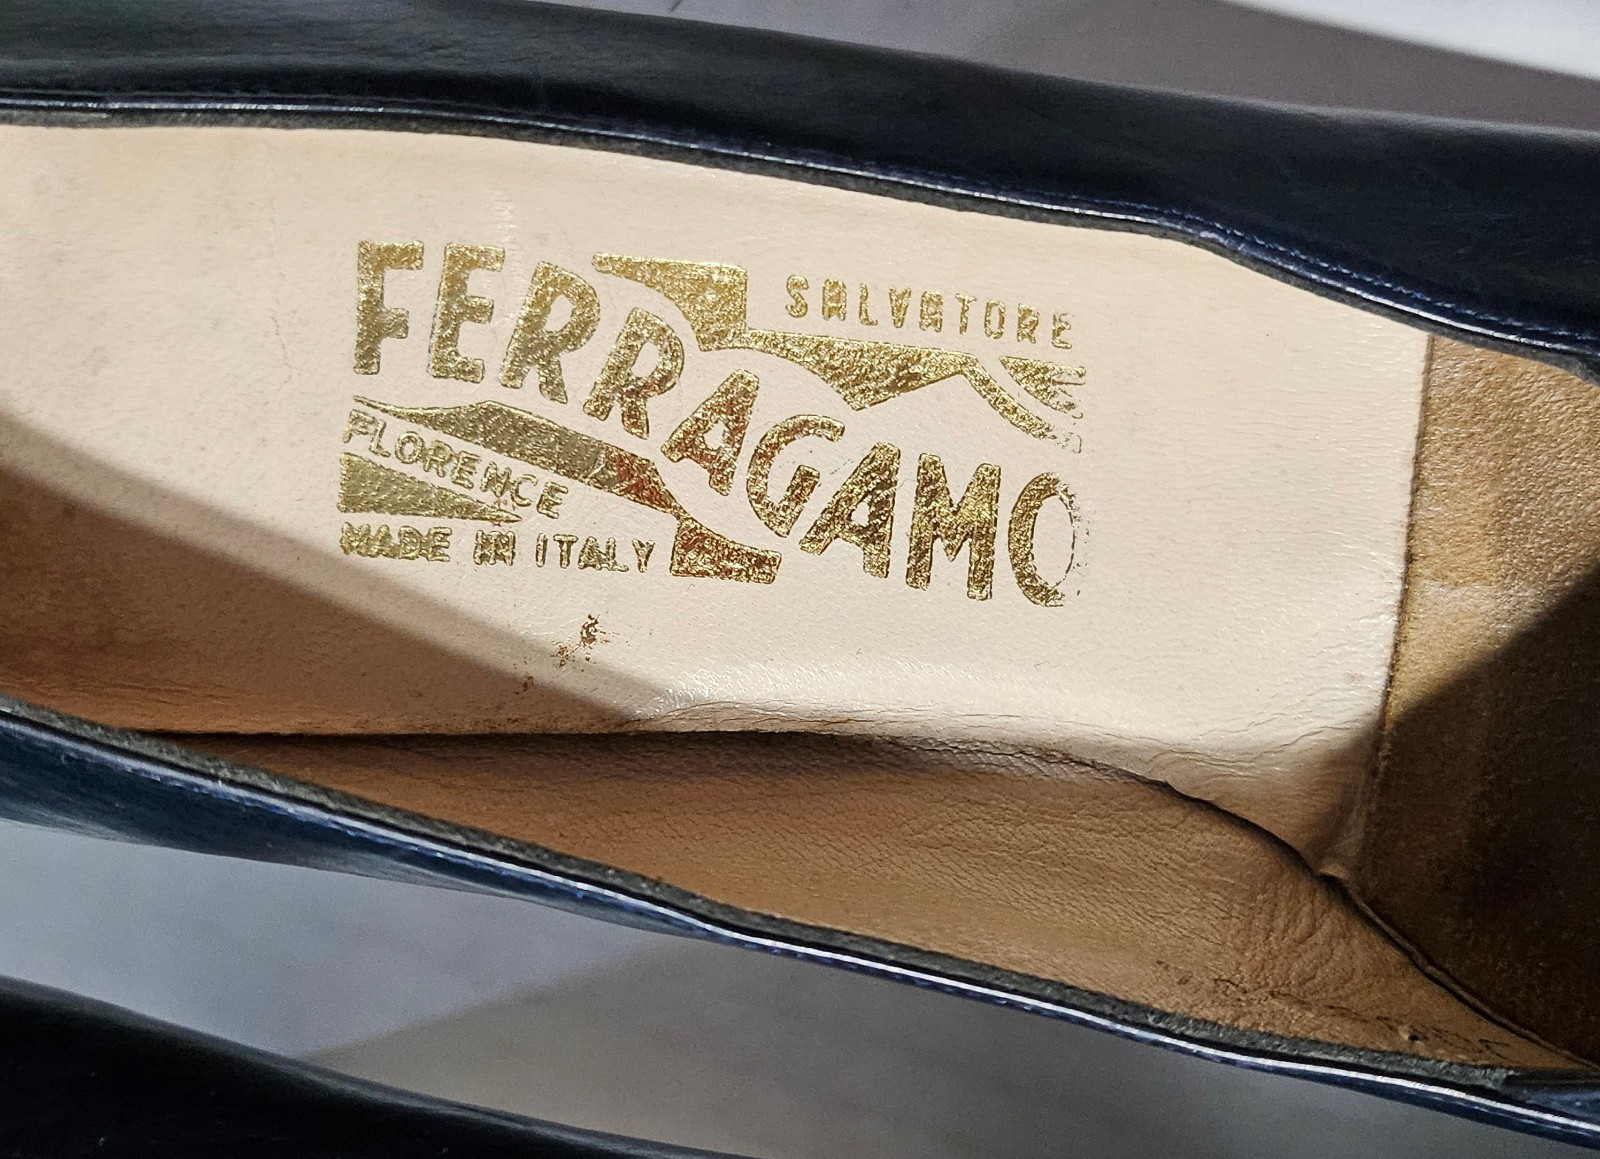 SALVATORE
FERRAGAMO
FLORENCE
MADE IN ITALY